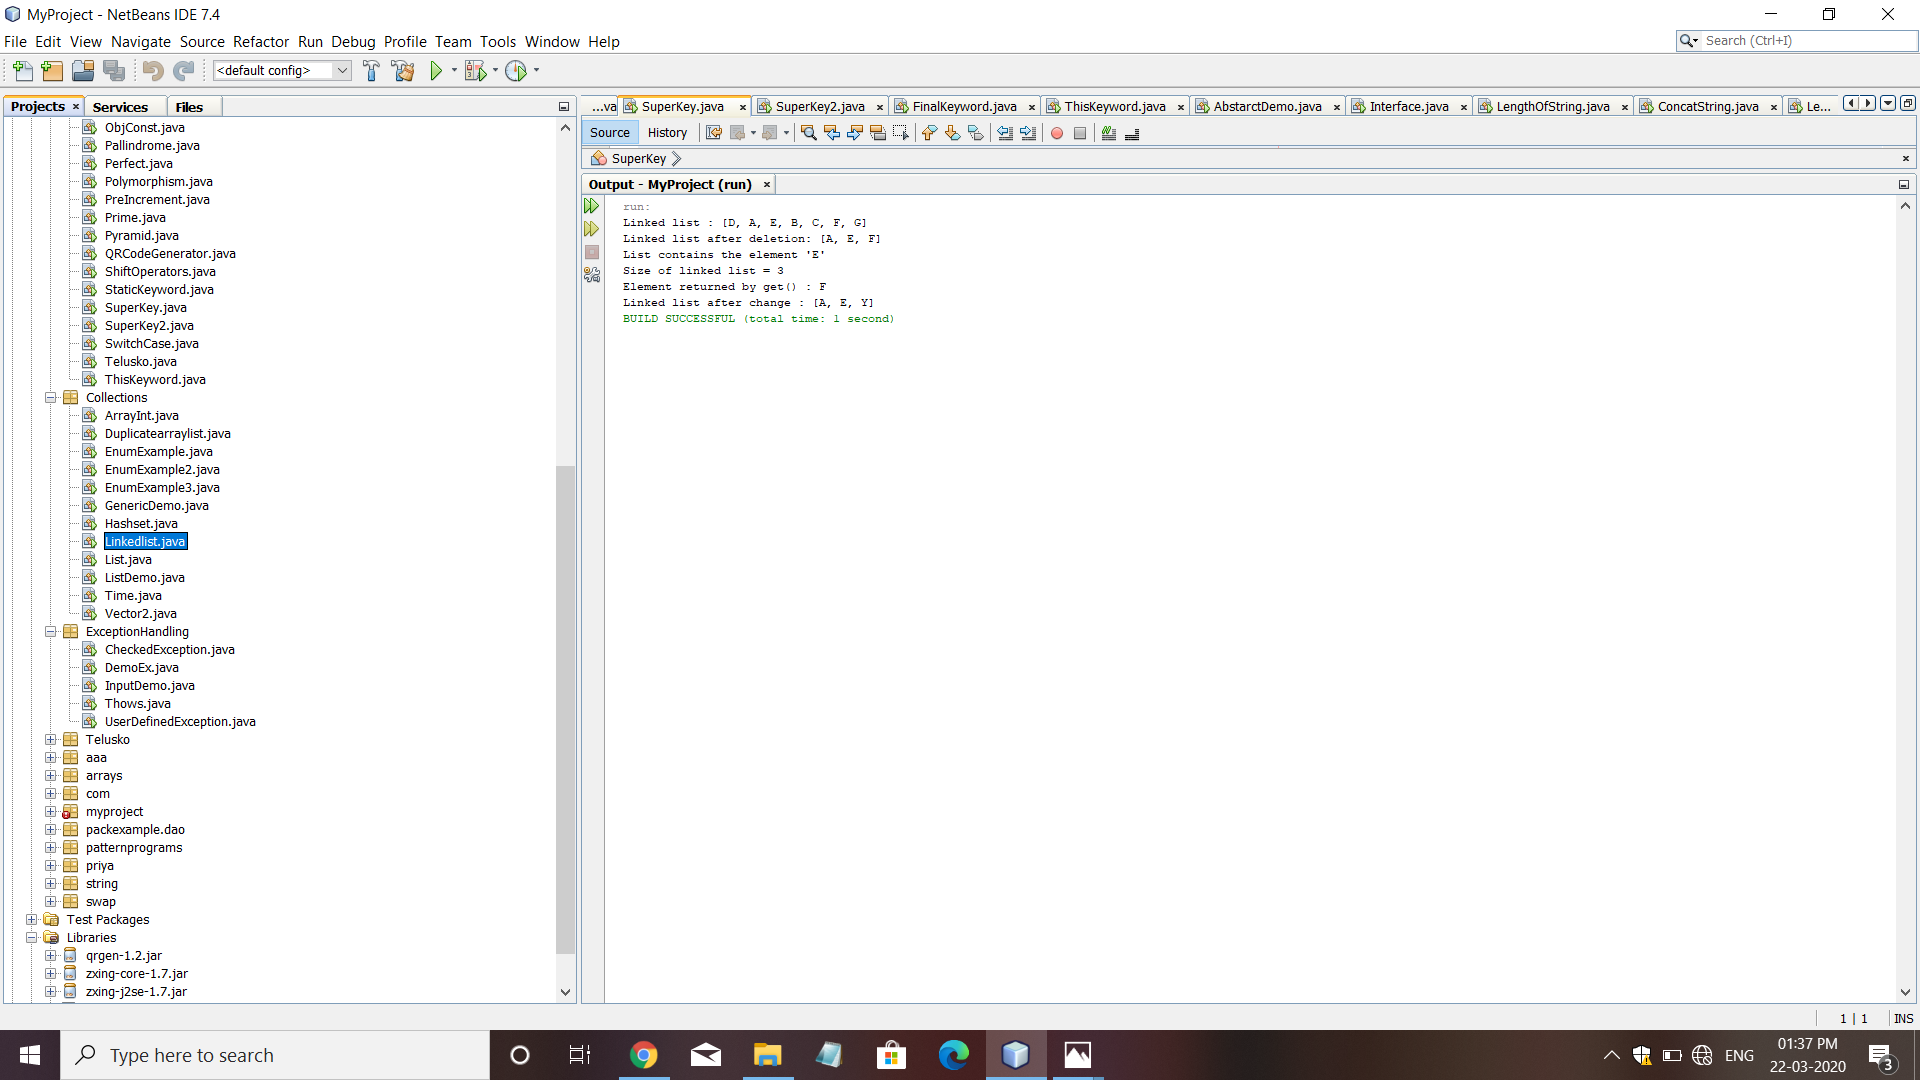 MyProject - NetBeans IDE 7.4
File Edit View Navigate Source Refactor Run Debug Profile Team Tools Window Help
Search (Ctrl+I)
<default config>
Projects
Services
Files
ObjConst.java
Pallindrome.java
Perfect.java
Polymorphism.java
PreIncrement.java
Prime.java
Pyramid.java
QRCodeGenerator.java
ShiftOperators.java
StaticKeyword.java
SuperKey.java
SuperKey2.java
SwitchCase.java
Telusko.java
ThisKeyword.java
Collections
ArrayInt.java
Duplicatearraylist.java
EnumExample.java
EnumExample2.java
EnumExample3.java
GenericDemo.java
Hashset.java
Linkedlist.java
List.java
ListDemo.java
Time.java
Vector2.java
ExceptionHandling
CheckedException.java
DemoEx.java
InputDemo.java
Thows.java
UserDefinedException.java
Telusko
aaa
arrays
com
myproject
packexample.dao
patternprograms
priya
string
swap
Test Packages
Libraries
qrgen-1.2.jar
zxing-core-1.7.jar
zxing-j2se-1.7.jar
...va SuperKey.java SuperKey2.java FinalKeyword.java ThisKeyword.java AbstarctDemo.java Interface.java LengthOfString.java ConcatString.java Le...
Source History
SuperKey
Output - MyProject (run)
run:
Linked list : [D, A, E, B, C, F, G]
Linked list after deletion: [A, E, F]
List contains the element 'E'
Size of linked list = 3
Element returned by get() : F
Linked list after change : [A, E, Y]
BUILD SUCCESSFUL (total time: 1 second)
1 | 1 INS
Type here to search
ENG
01:37 PM
22-03-2020
3